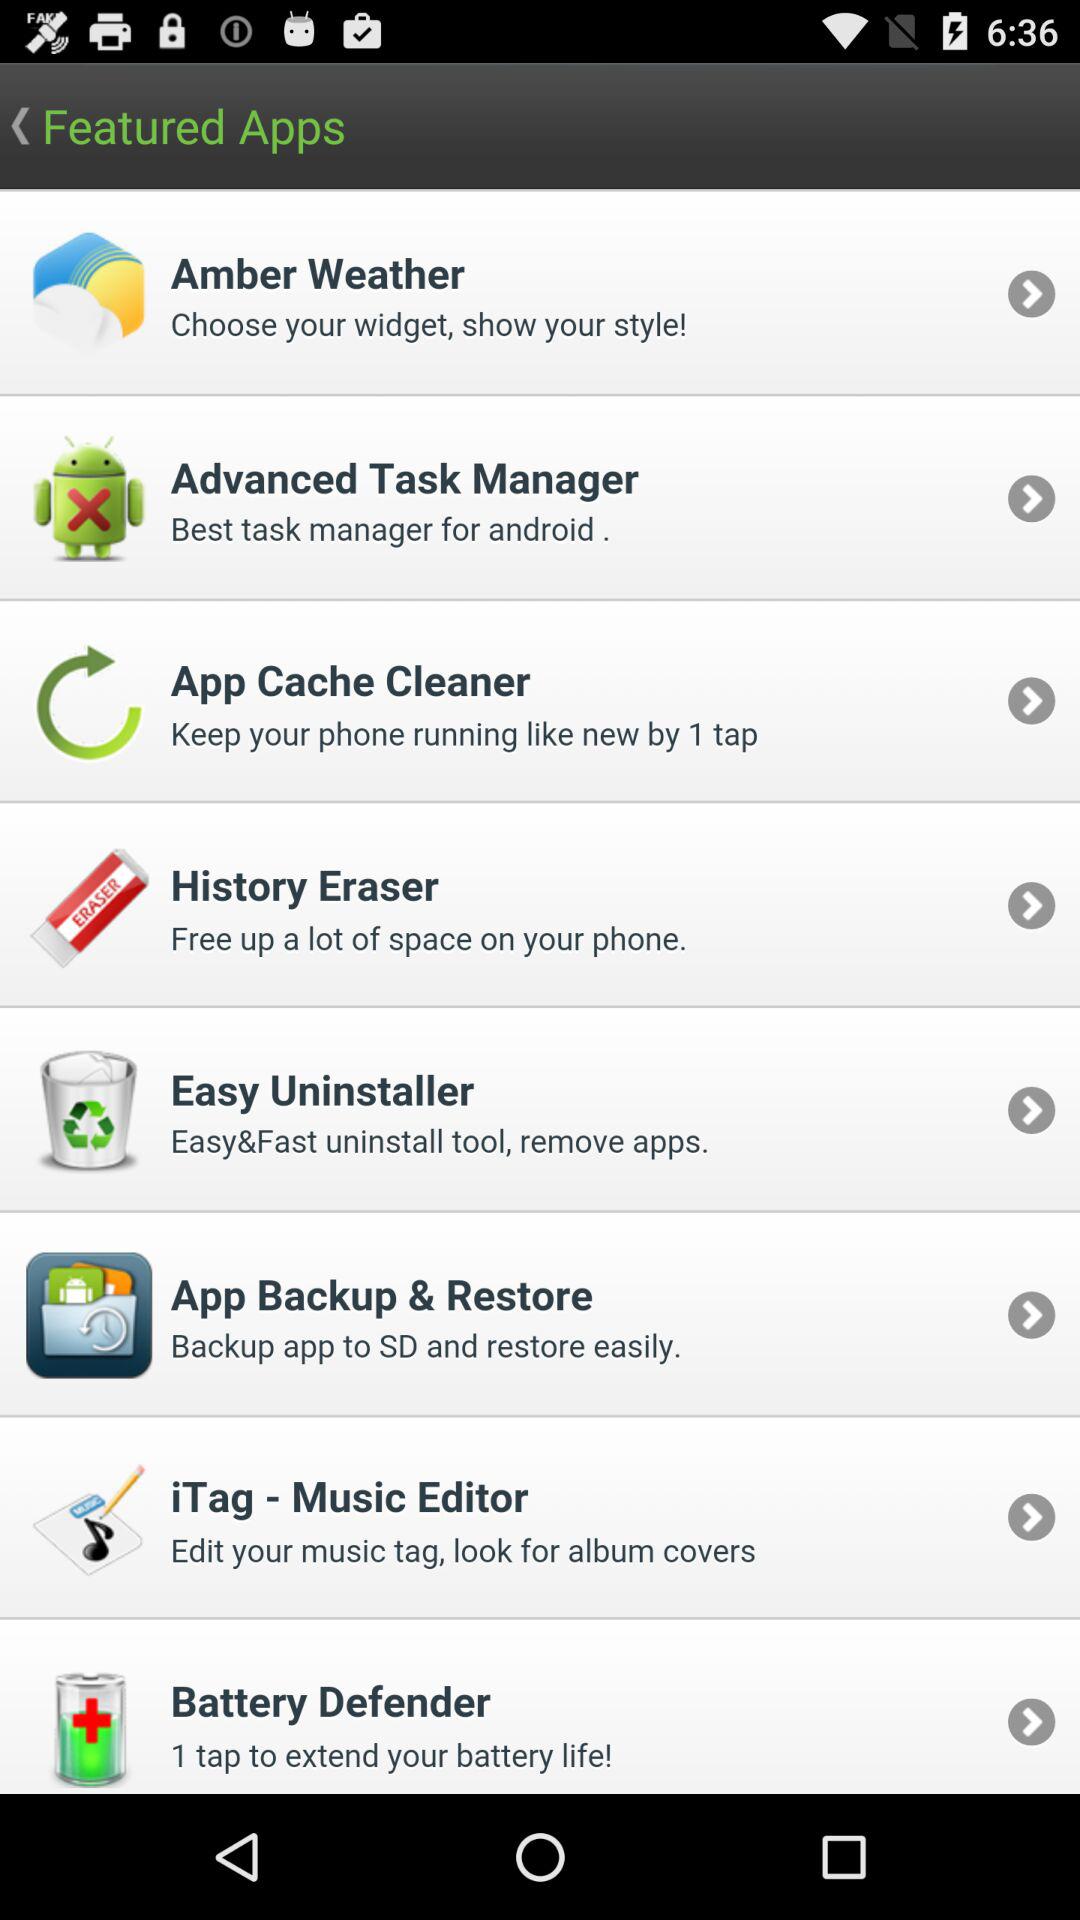 FAKE
6:36
Featured Apps
Amber Weather
Choose your widget, show your style!
Advanced Task Manager
Best task manager for android .
App Cache Cleaner
Keep your phone running like new by 1 tap
ERASER
History Eraser
Free up a lot of space on your phone.
Easy Uninstaller
Easy&Fast uninstall tool, remove apps.
App Backup & Restore
Backup app to SD and restore easily.
MUSIC
iTag - Music Editor
Edit your music tag, look for album covers
Battery Defender
1 tap to extend your battery life!